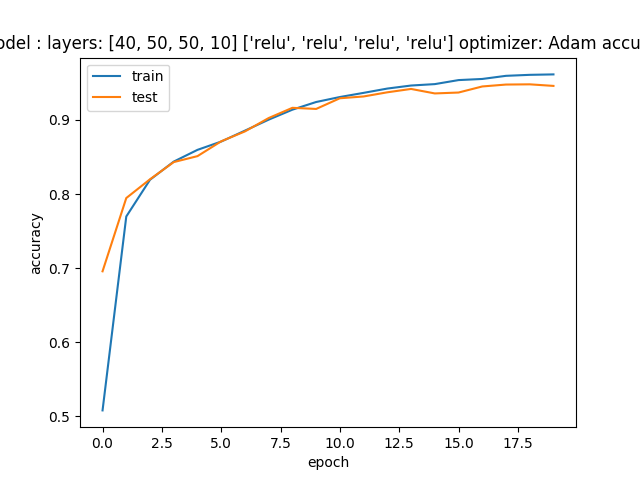 layers: [40, 50, 50, 10] ['relu', 'relu', 'relu', 'relu'] optimizer: Adam
train
test
0.9
0.8
0.7
0.6
0.5
accuracy
0.0 2.5 5.0 7.5 10.0 12.5 15.0 17.5
epoch